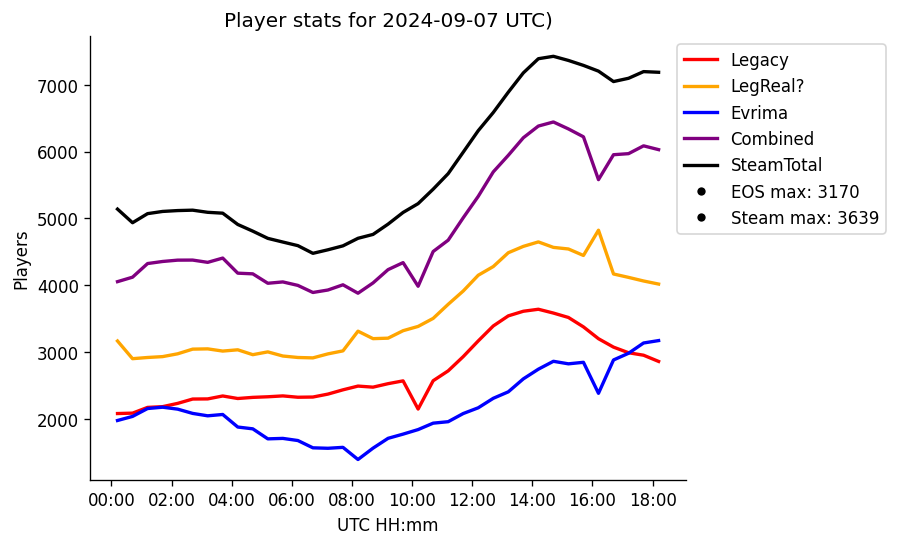 Player stats for 2024-09-07 UTC)
Legacy
LegReal?
Evrima
Combined
SteamTotal
EOS max: 3170
Steam max: 3639
Players
7000
6000
5000
4000
3000
2000
00:00 02:00 04:00 06:00 08:00 10:00 12:00 14:00 16:00 18:00
UTC HH:mm